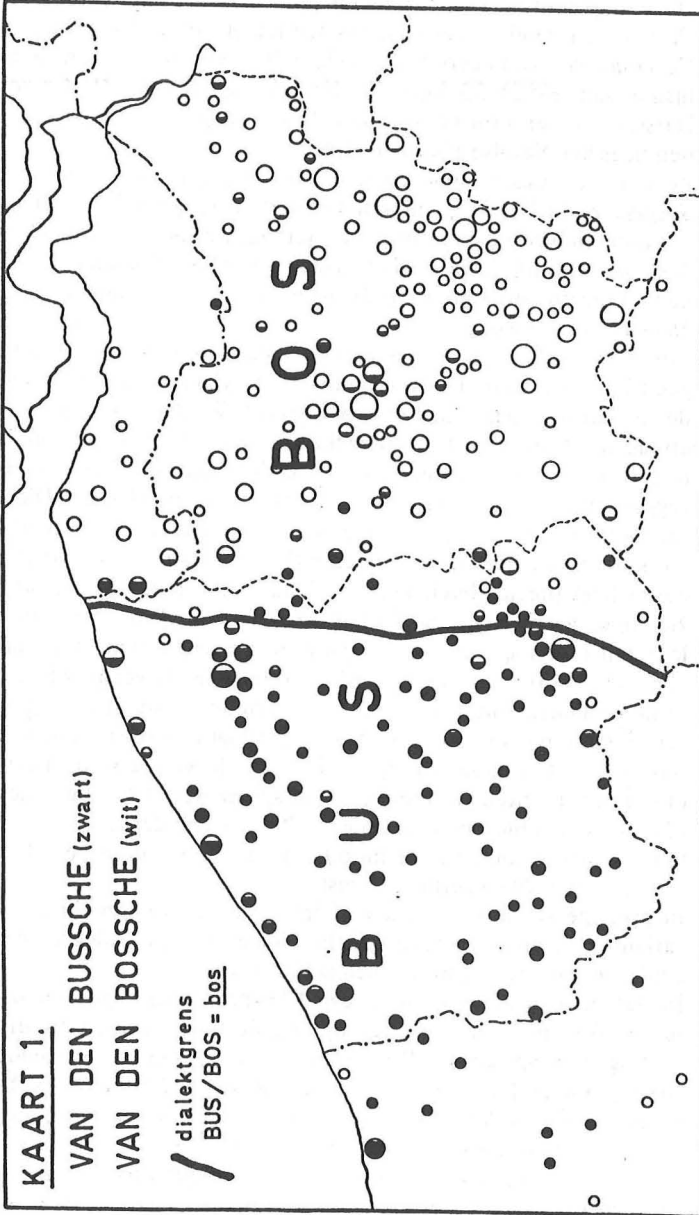 KAART 1.
VAN DEN BUSSCHE (zwart)
VAN DEN BOSSCHE (wit)
dialektgrens
BUS/BOS = bos
BUS
BOS